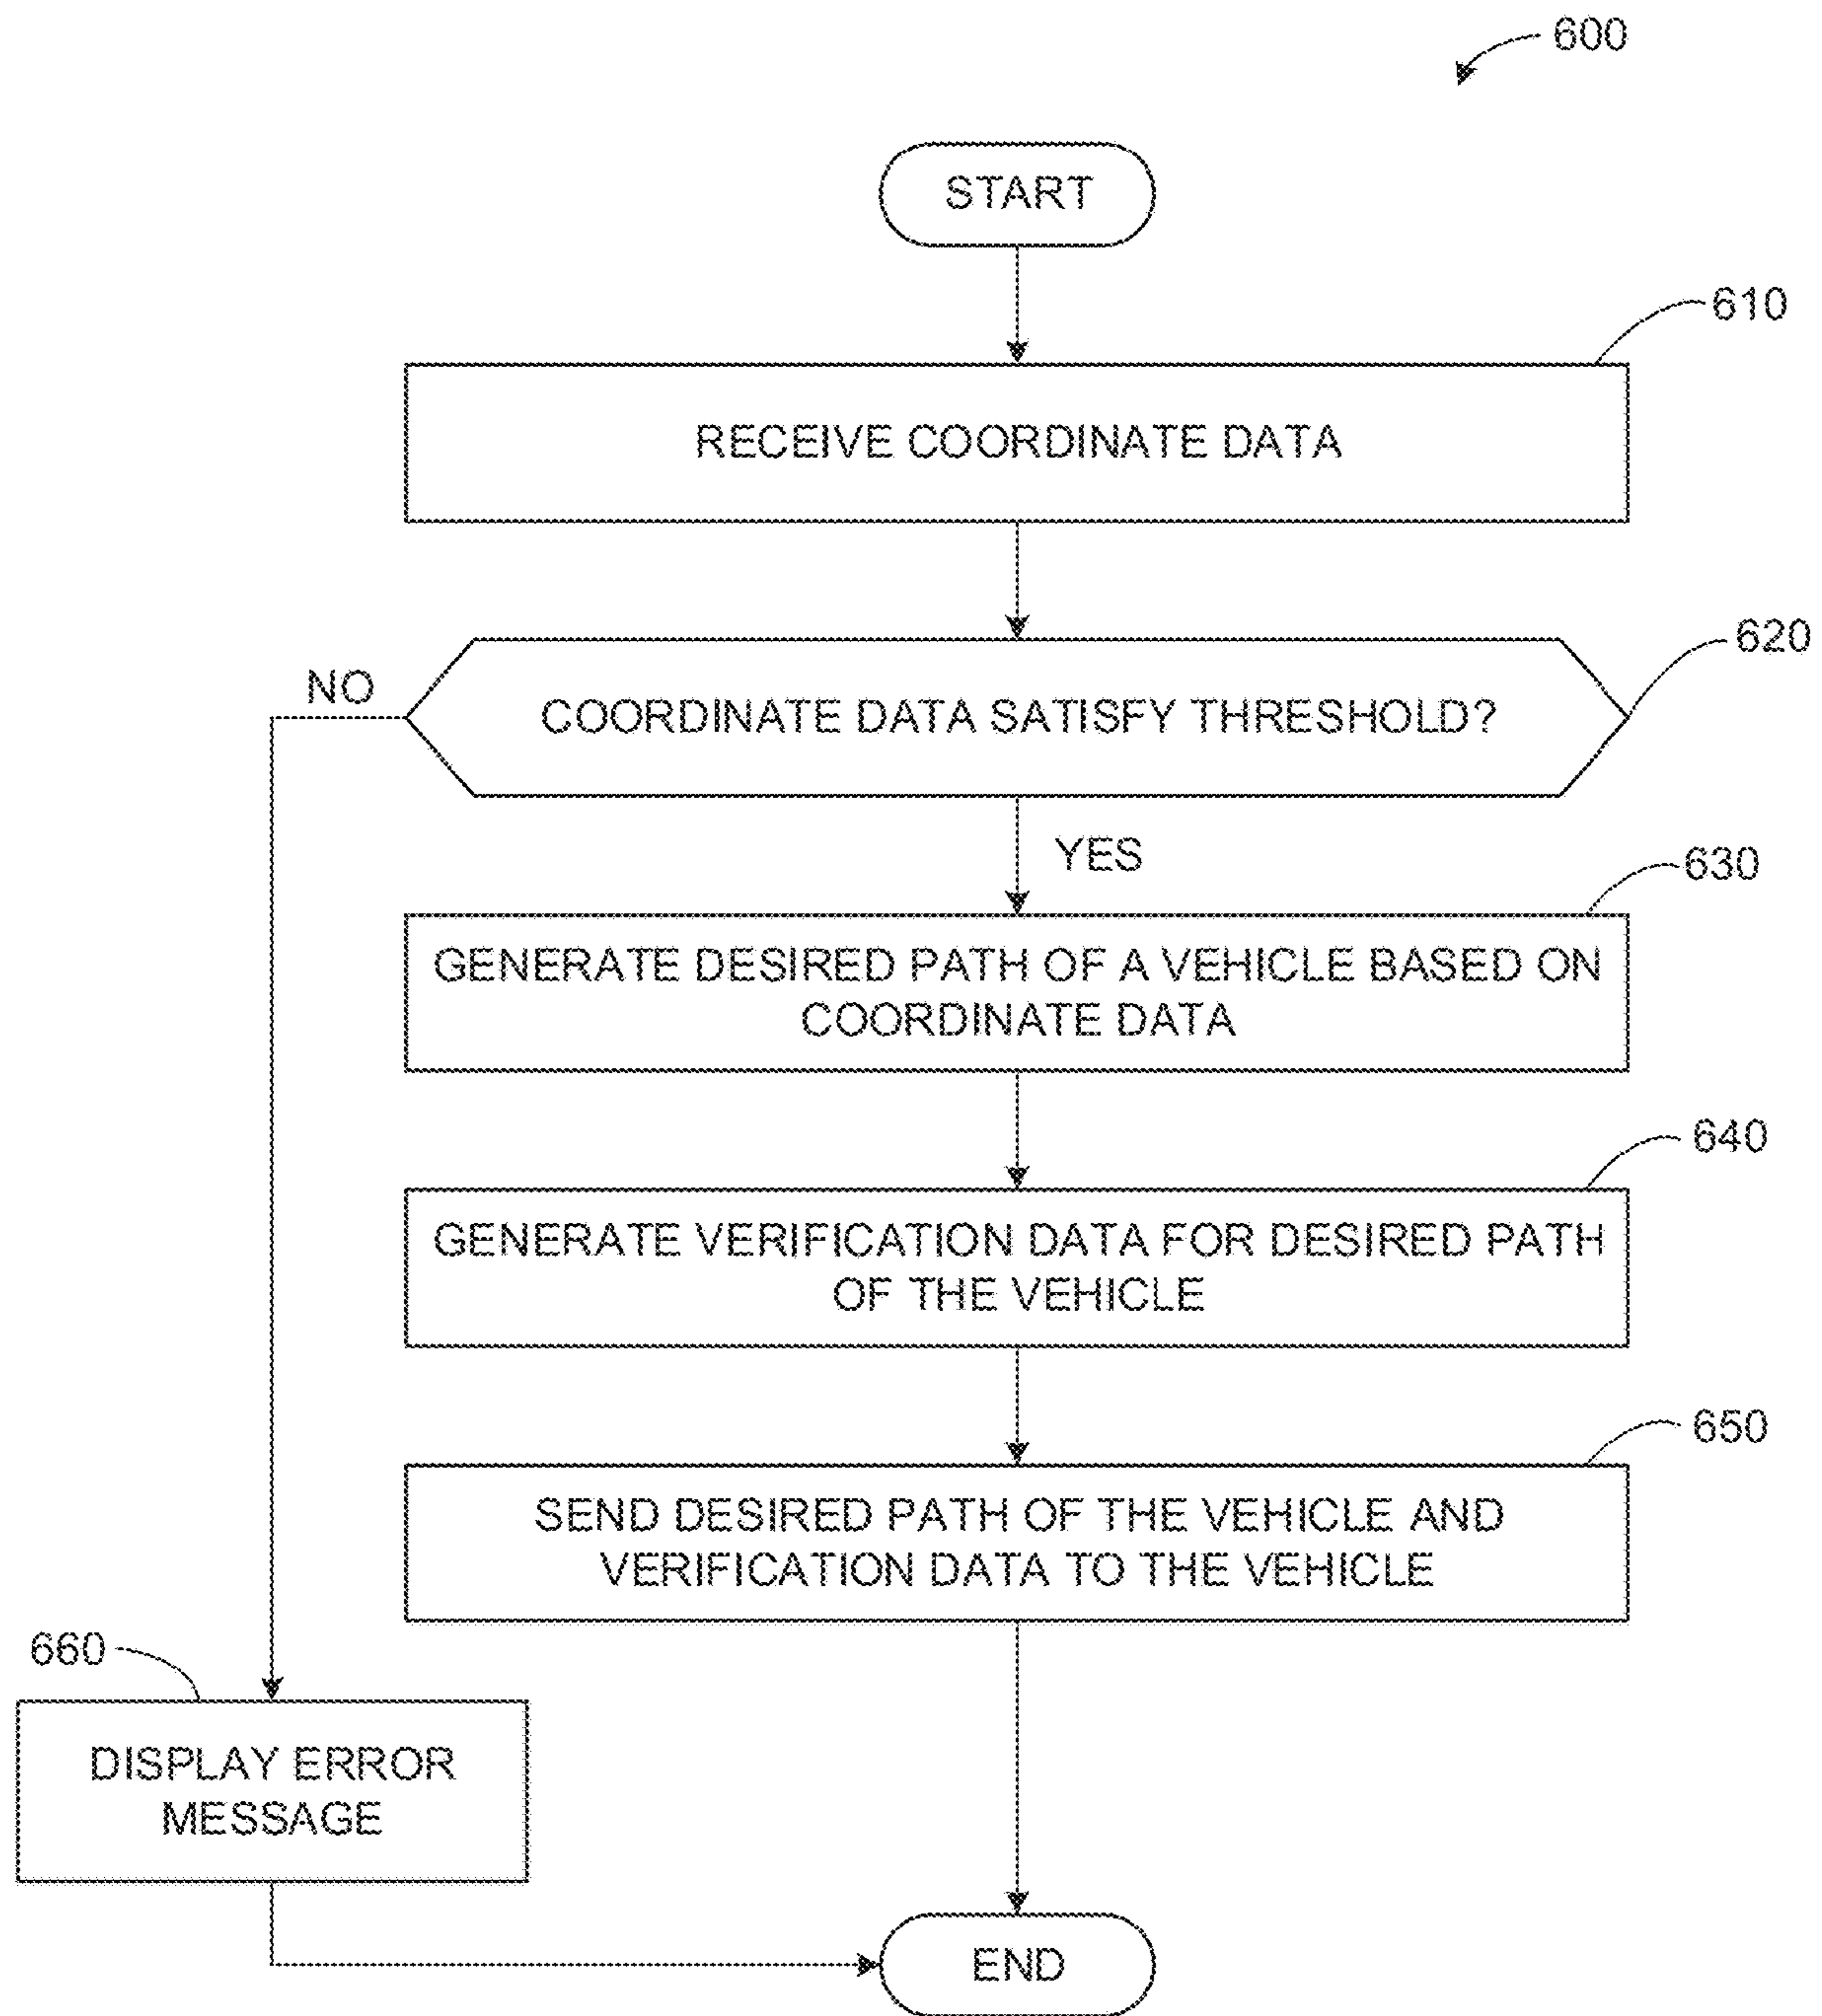 600
START
610
RECEIVE COORDINATE DATA
620
NO
COORDINATE DATA SATISFY THRESHOLD?
YES
630
GENERATE DESIRED PATH OF A VEHICLE BASED ON
COORDINATE DATA
640
GENERATE VERIFICATION DATA FOR DESIRED PATH
OF THE VEHICLE
650
SEND DESIRED PATH OF THE VEHICLE AND
VERIFICATION DATA TO THE VEHICLE
660
DISPLAY ERROR
MESSAGE
END